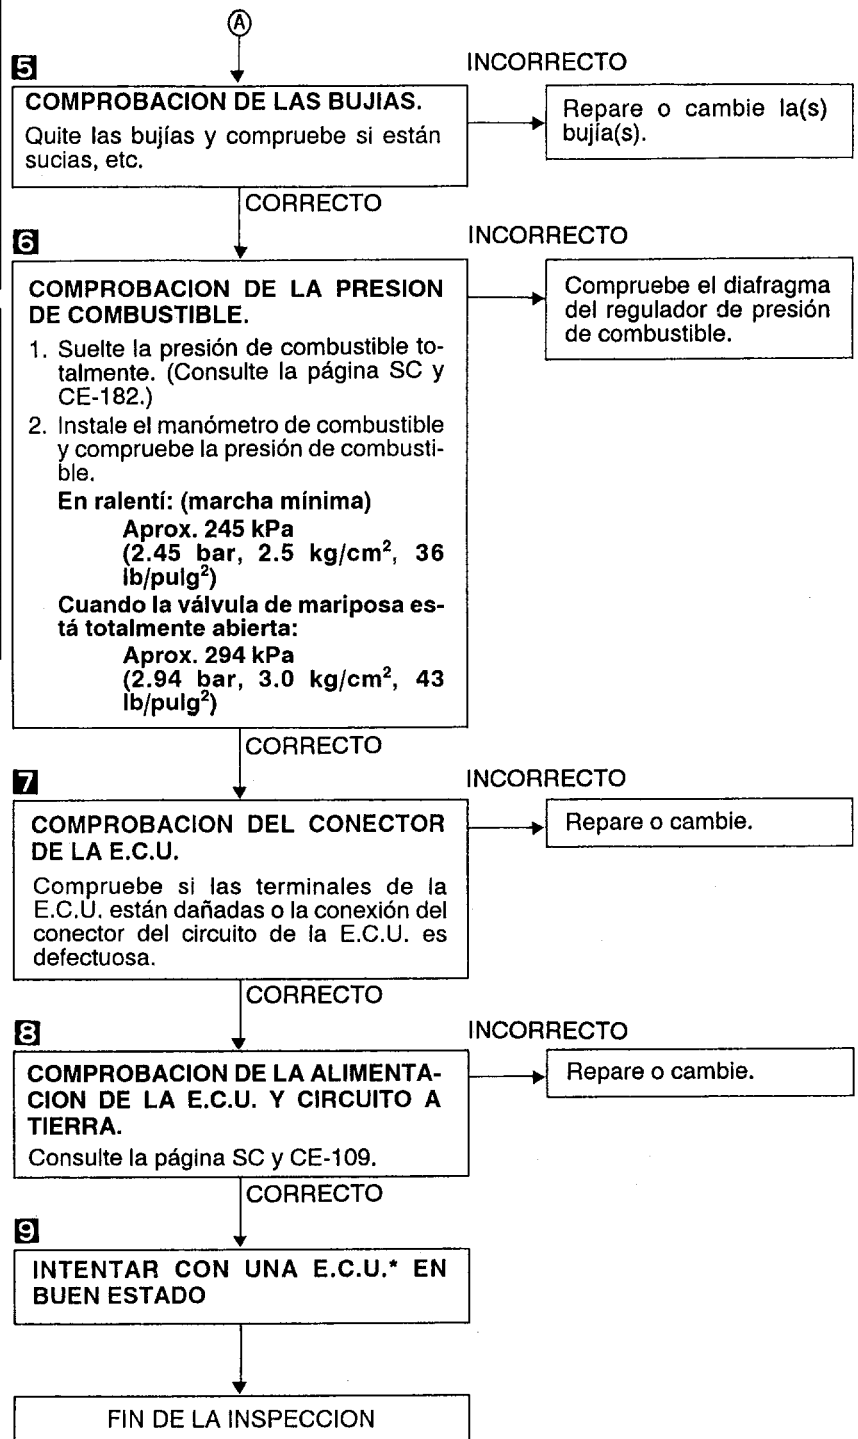 A
5
INCORRECTO
COMPROBACION DE LAS BUJIAS.
Quite las bujías y compruebe si están
sucias, etc.
Repare o cambie la(s)
bujía(s).
CORRECTO
6
INCORRECTO
COMPROBACION DE LA PRESION
DE COMBUSTIBLE.
1. Suelte la presión de combustible to-
talmente. (Consulte la página SC y
CE-182.)
2. Instale el manómetro de combustible
y compruebe la presión de combusti-
ble.
En ralentí: (marcha mínima)
Aprox. 245 kPa
(2.45 bar, 2.5 kg/cm², 36
lb/pulg²)
Cuando la válvula de mariposa es-
tá totalmente abierta:
Aprox. 294 kPa
(2.94 bar, 3.0 kg/cm², 43
lb/pulg²)
Compruebe el diafragma
del regulador de presión
de combustible.
CORRECTO
7
INCORRECTO
COMPROBACION DEL CONECTOR
DE LA E.C.U.
Compruebe si las terminales de la
E.C.U. están dañadas o la conexión del
conector del circuito de la E.C.U. es
defectuosa.
Repare o cambie.
CORRECTO
8
INCORRECTO
COMPROBACION DE LA ALIMENTA-
CION DE LA E.C.U. Y CIRCUITO A
TIERRA.
Consulte la página SC y CE-109.
Repare o cambie.
CORRECTO
9
INTENTAR CON UNA E.C.U.* EN
BUEN ESTADO
FIN DE LA INSPECCION